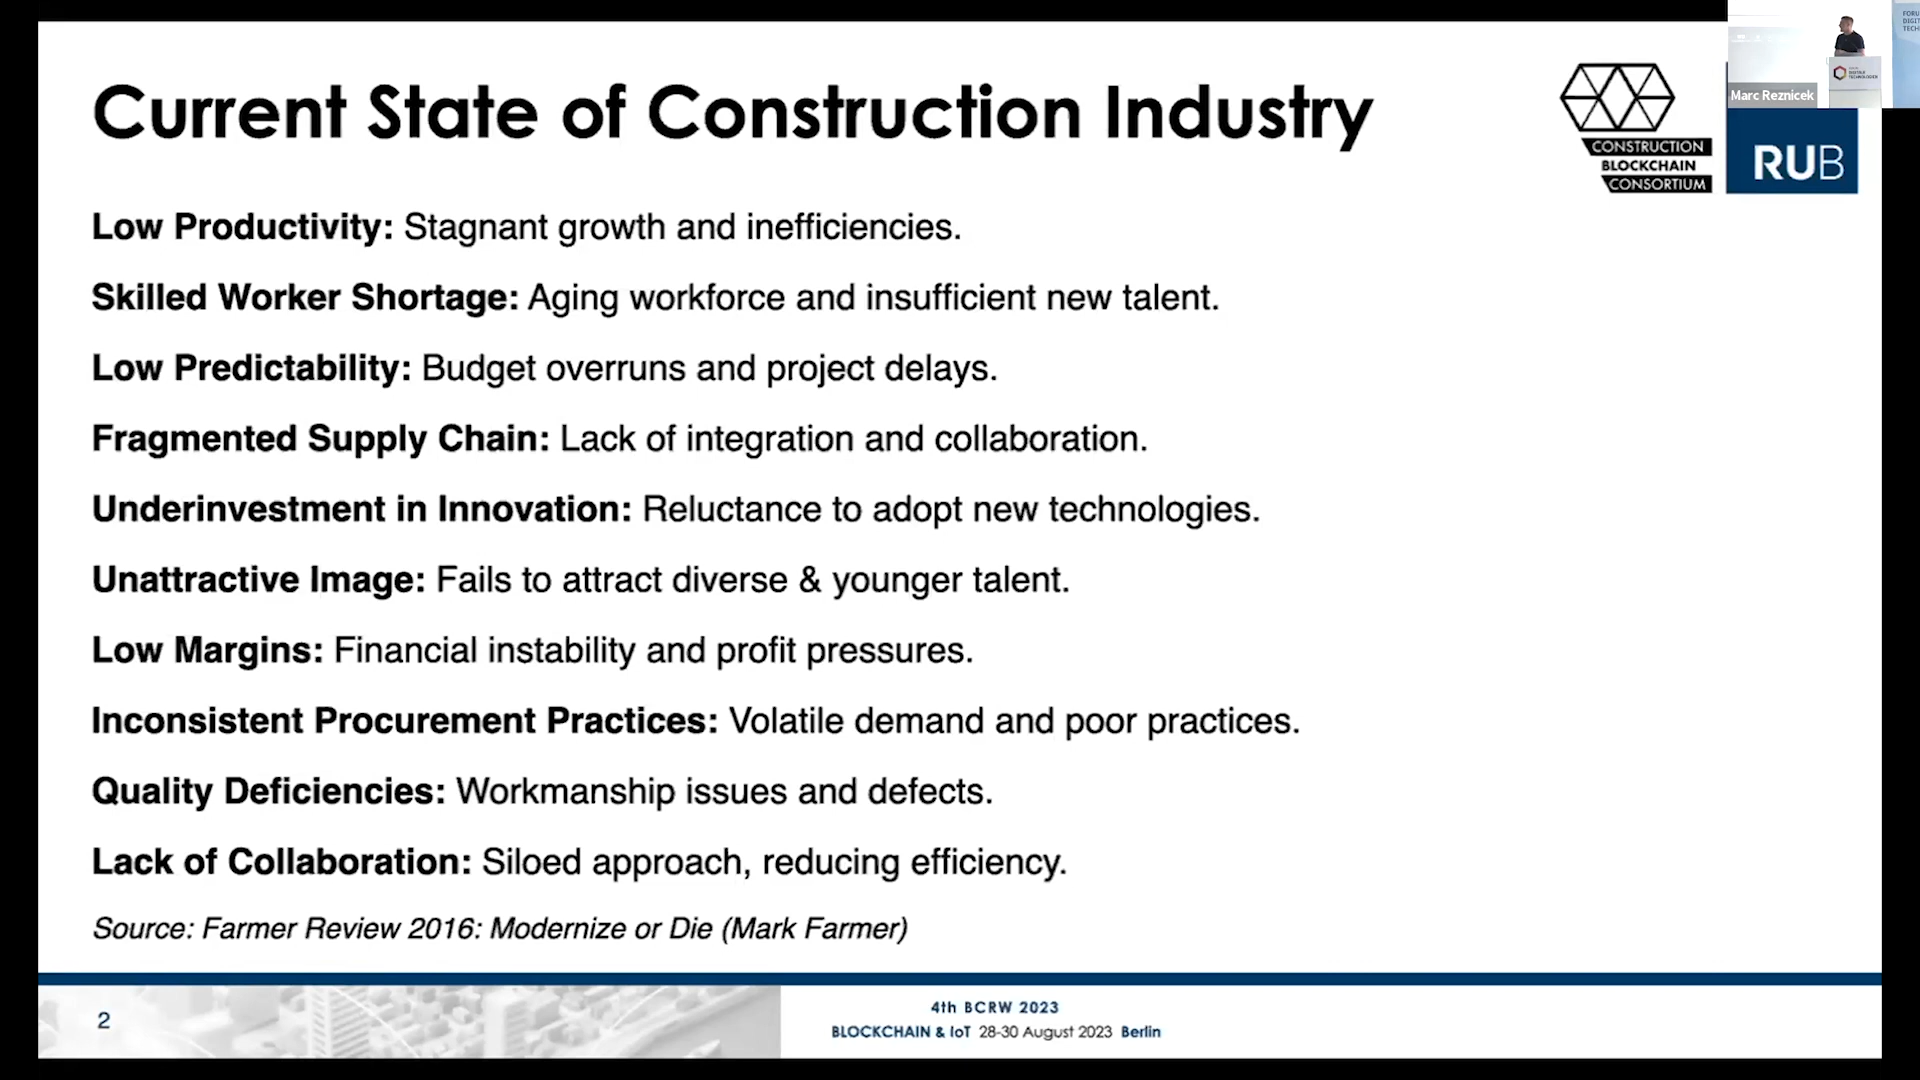 Current State of Construction Industry
CONSTRUCTION
BLOCKCHAIN
CONSORTIUM
RUB
Marc Reznicek
FORU
DIGIT
TECH
DIGITALE
TECHNOLOGIEN
Low Productivity: Stagnant growth and inefficiencies.
Skilled Worker Shortage: Aging workforce and insufficient new talent.
Low Predictability: Budget overruns and project delays.
Fragmented Supply Chain: Lack of integration and collaboration.
Underinvestment in Innovation: Reluctance to adopt new technologies.
Unattractive Image: Fails to attract diverse & younger talent.
Low Margins: Financial instability and profit pressures.
Inconsistent Procurement Practices: Volatile demand and poor practices.
Quality Deficiencies: Workmanship issues and defects.
Lack of Collaboration: Siloed approach, reducing efficiency.
Source: Farmer Review 2016: Modernize or Die (Mark Farmer)
2
4th BCRW 2023
BLOCKCHAIN & IoT 28-30 August 2023 Berlin